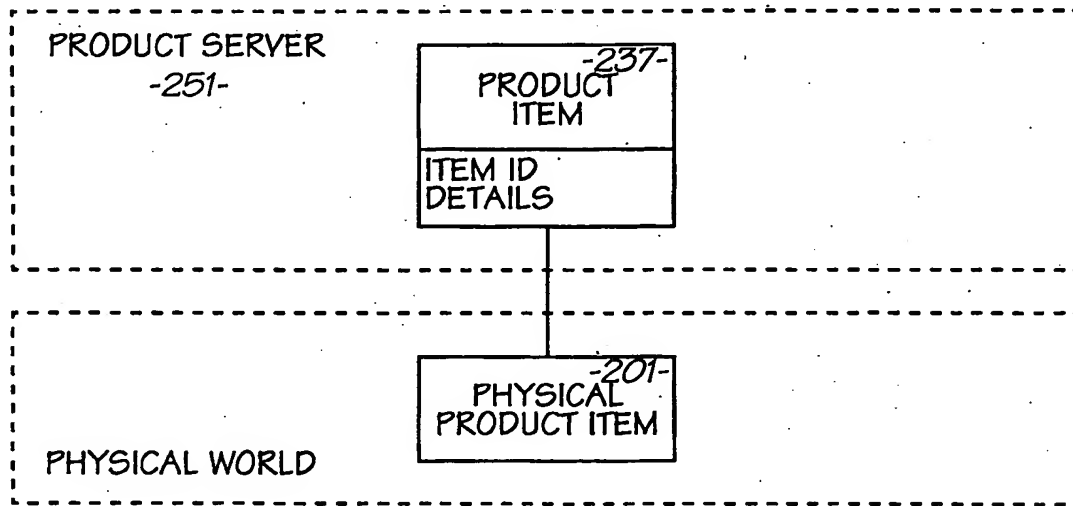 PRODUCT SERVER
-251-
-237-
PRODUCT
ITEM
ITEM ID
DETAILS
-201-
PHYSICAL
PRODUCT ITEM
PHYSICAL WORLD